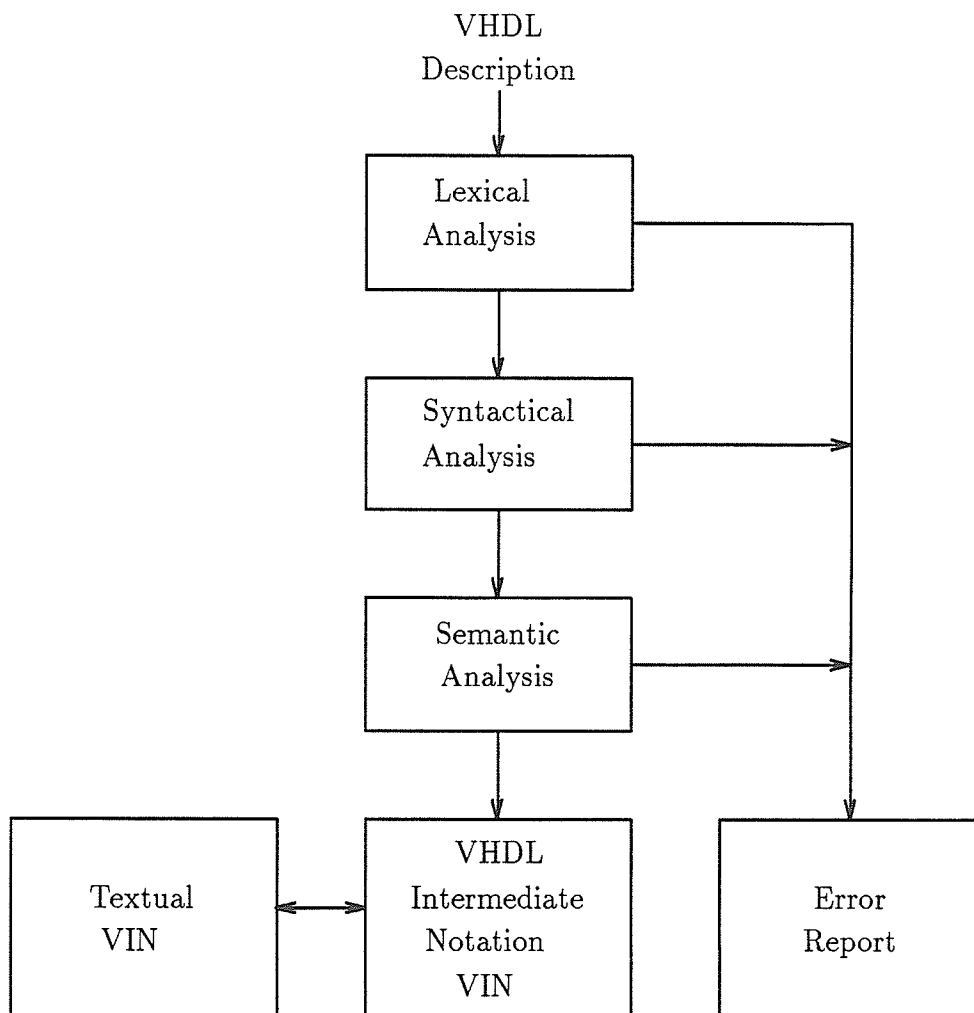 VHDL
Description
Lexical
Analysis
Syntactical
Analysis
Semantic
Analysis
Textual
VIN
VHDL
Intermediate
Notation
VIN
Error
Report